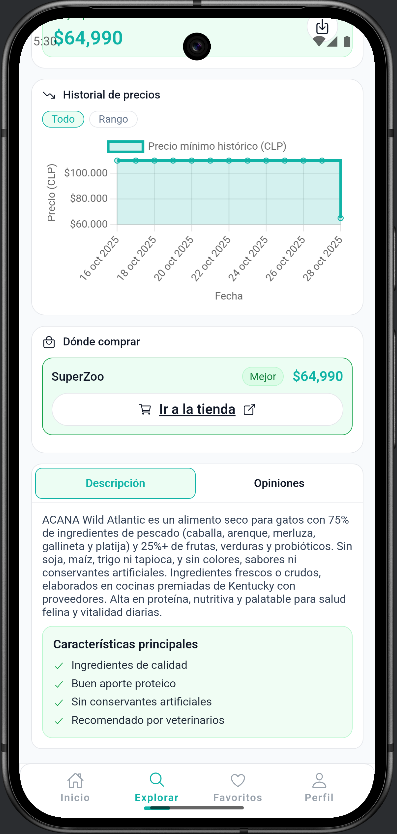 5:30
$64,990
Historial de precios
Todo
Rango
Precio mínimo histórico (CLP)
Precio (CLP)
$100.000
$80.000
$60.000
16 oct 2025
18 oct 2025
20 oct 2025
22 oct 2025
24 oct 2025
26 oct 2025
28 oct 2025
Fecha
Dónde comprar
SuperZoo
Mejor
$64,990
Ir a la tienda
Descripción
Opiniones
ACANA Wild Atlantic es un alimento seco para gatos con 75%
de ingredientes de pescado (caballa, arenque, merluza,
gallineta y platija) y 25%+ de frutas, verduras y probióticos. Sin
soja, maíz, trigo ni tapioca, y sin colores, sabores ni
conservantes artificiales. Ingredientes frescos o crudos,
elaborados en cocinas premiadas de Kentucky con
proveedores. Alta en proteína, nutritiva y palatable para salud
felina y vitalidad diarias.
Características principales
Ingredientes de calidad
Buen aporte proteico
Sin conservantes artificiales
Recomendado por veterinarios
Inicio
Explorar
Favoritos
Perfil